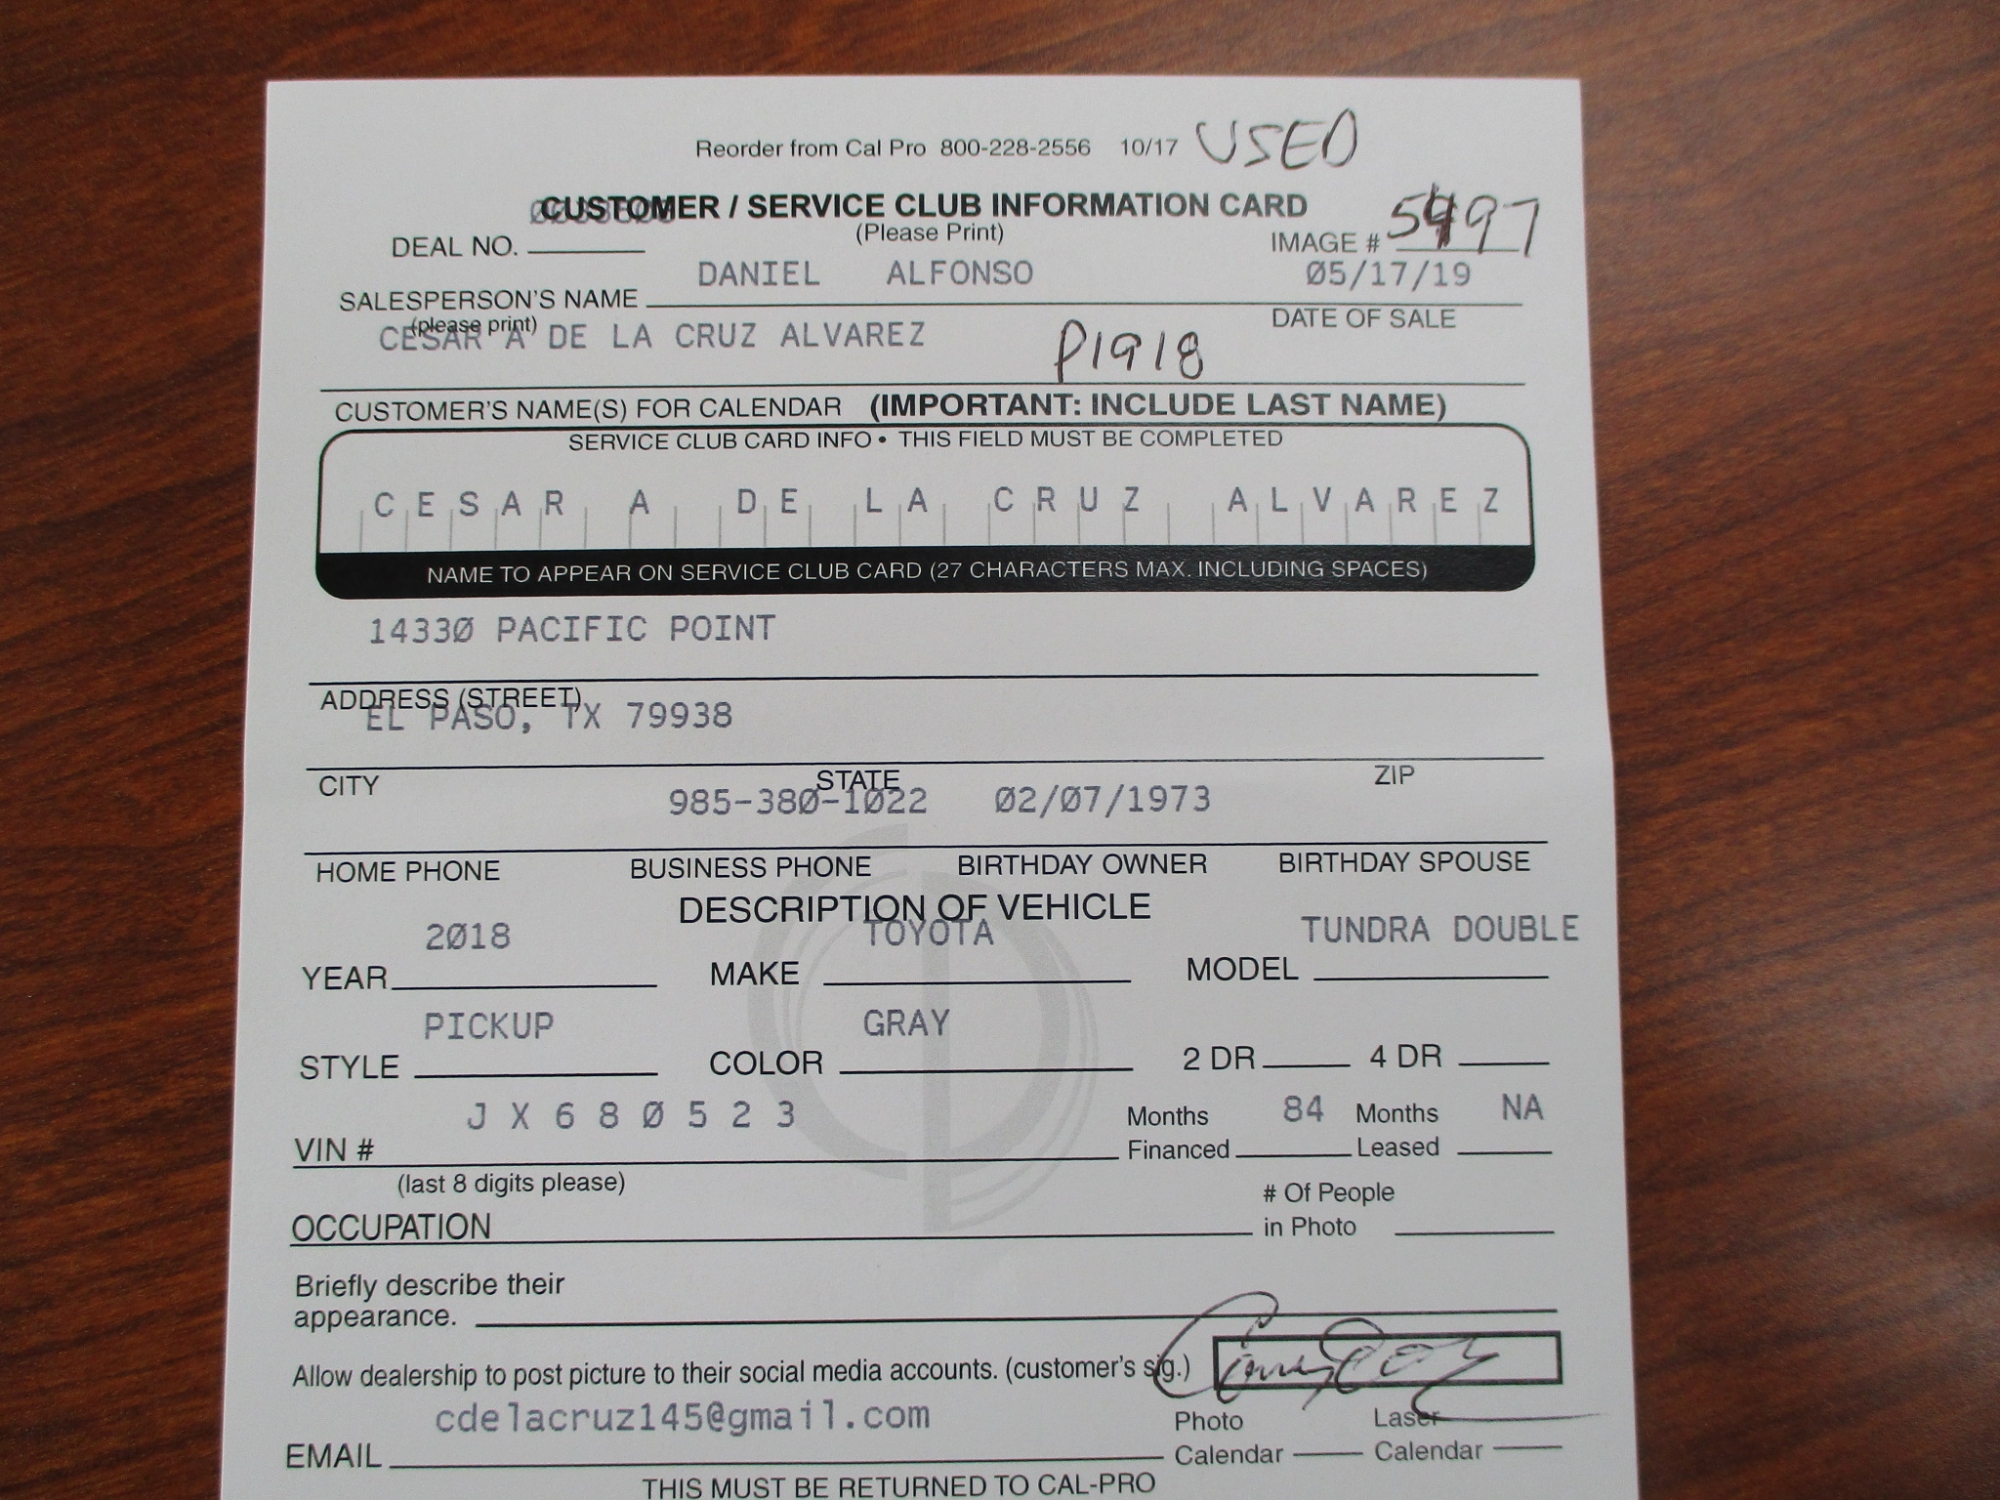 Reorder from Cal Pro 800-228-2556 10/17 USED
CUSTOMER / SERVICE CLUB INFORMATION CARD
(Please Print)
DEAL NO.
IMAGE # 5497
DANIEL ALFONSO
05/17/19
SALESPERSON'S NAME
(please print)
DATE OF SALE
CESAR A DE LA CRUZ ALVAREZ
P1918
CUSTOMER'S NAME(S) FOR CALENDAR (IMPORTANT: INCLUDE LAST NAME)
SERVICE CLUB CARD INFO • THIS FIELD MUST BE COMPLETED
CESAR A DE LA CRUZ ALVAREZ
NAME TO APPEAR ON SERVICE CLUB CARD (27 CHARACTERS MAX. INCLUDING SPACES)
14330 PACIFIC POINT
ADDRESS (STREET)
EL PASO, TX 79938
CITY STATE ZIP
985-380-1022 02/07/1973
HOME PHONE BUSINESS PHONE BIRTHDAY OWNER BIRTHDAY SPOUSE
DESCRIPTION OF VEHICLE
2018 TOYOTA TUNDRA DOUBLE
YEAR MAKE MODEL
PICKUP GRAY
STYLE COLOR 2 DR 4 DR
JX680523
VIN #
Months Financed 84 Months Leased NA
(last 8 digits please)
OCCUPATION
# Of People in Photo
Briefly describe their
appearance.
Allow dealership to post picture to their social media accounts. (customer's sig.)
cdelacruz145@gmail.com
EMAIL
Photo Calendar Laser Calendar
THIS MUST BE RETURNED TO CAL-PRO